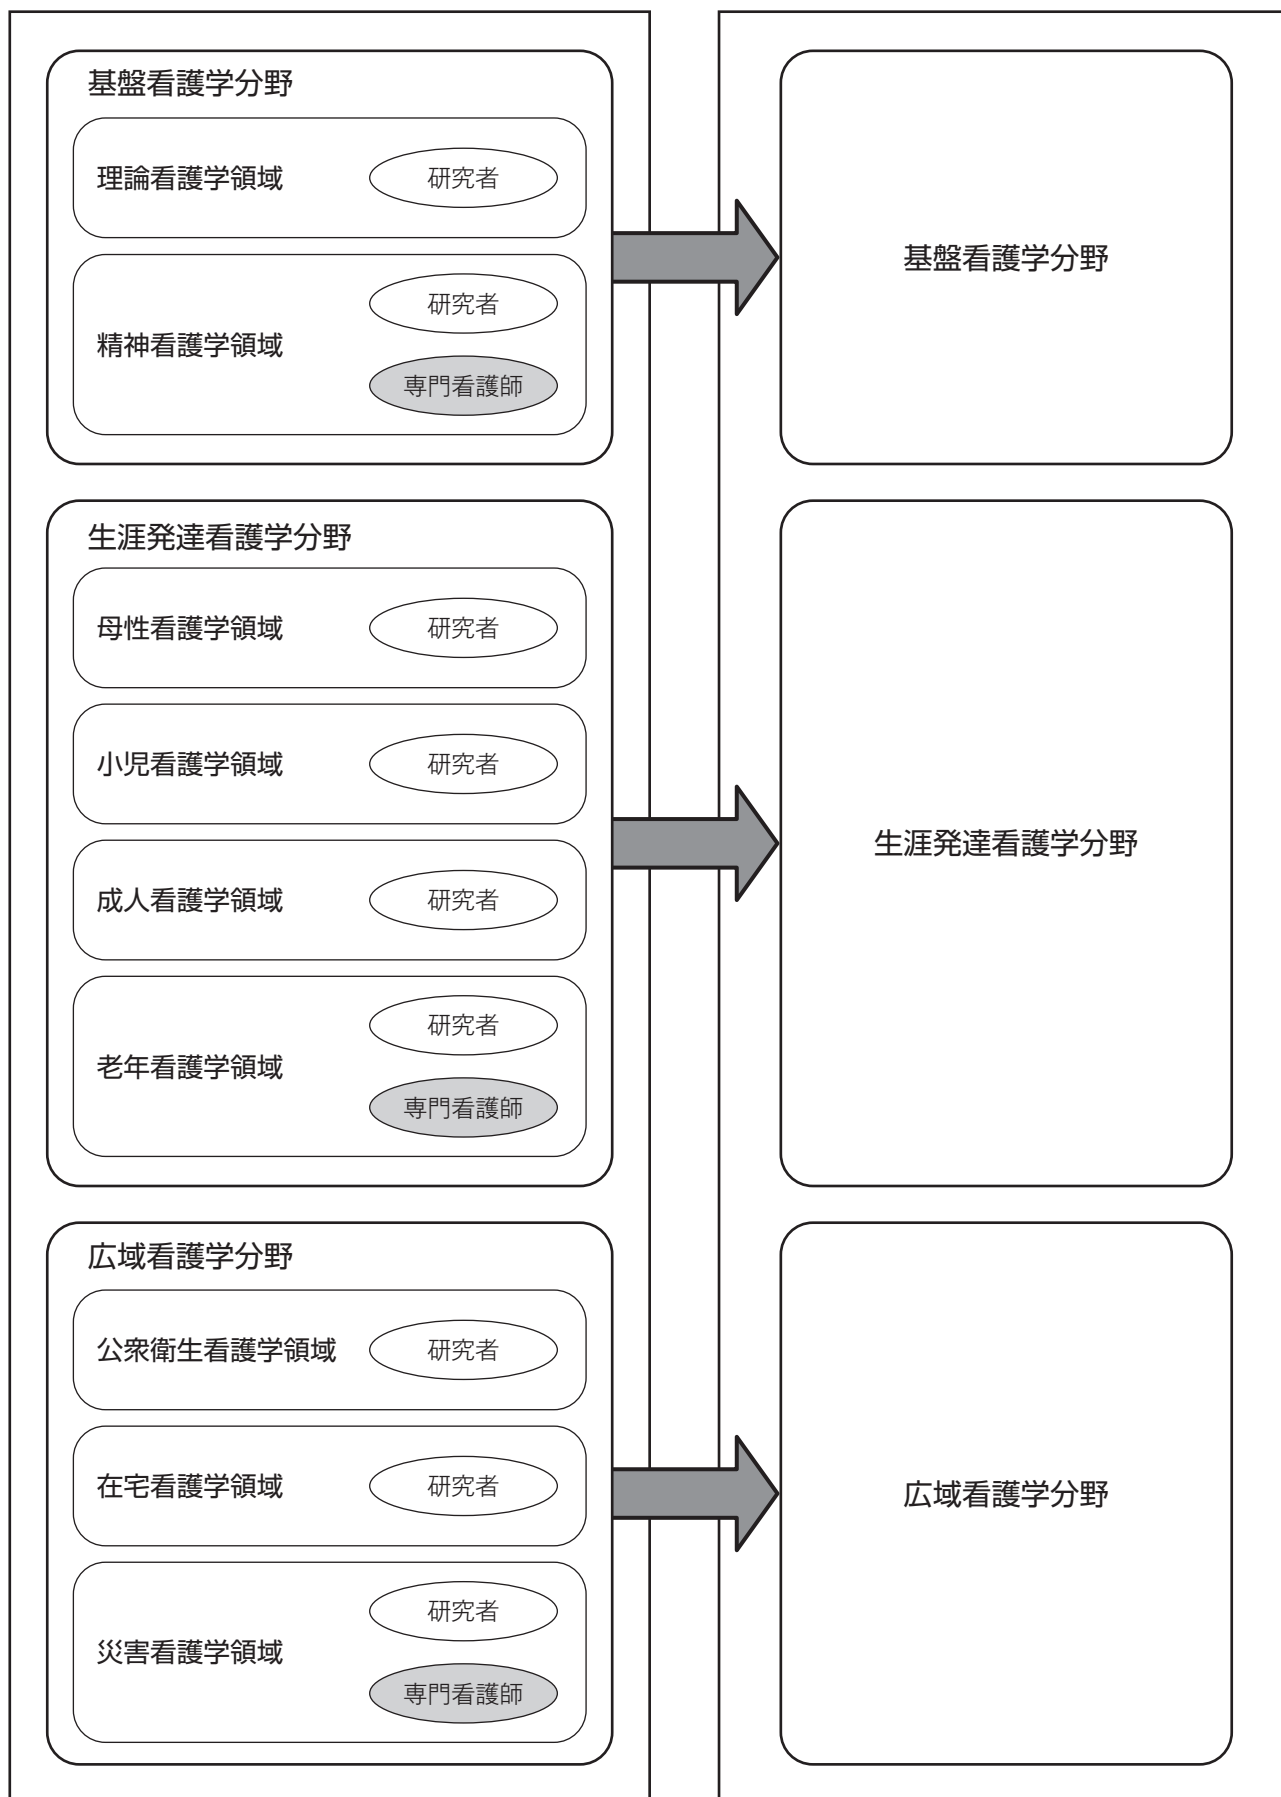 基盤看護学分野
理論看護学領域
研究者
精神看護学領域
研究者
専門看護師
基盤看護学分野
生涯発達看護学分野
母性看護学領域
研究者
小児看護学領域
研究者
成人看護学領域
研究者
老年看護学領域
研究者
専門看護師
生涯発達看護学分野
広域看護学分野
公衆衛生看護学領域
研究者
在宅看護学領域
研究者
災害看護学領域
研究者
専門看護師
広域看護学分野